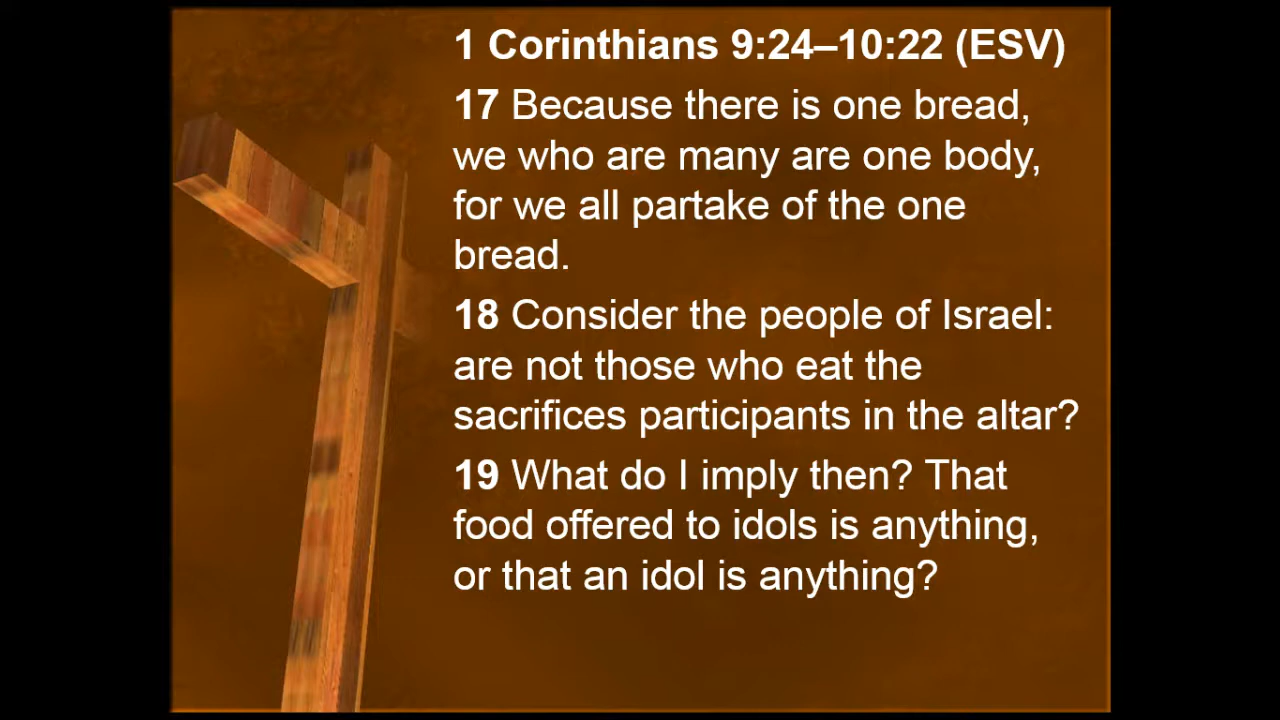 1 Corinthians 9:24–10:22 (ESV)
17 Because there is one bread,
we who are many are one body,
for we all partake of the one
bread.
18 Consider the people of Israel:
are not those who eat the
sacrifices participants in the altar?
19 What do I imply then? That
food offered to idols is anything,
or that an idol is anything?